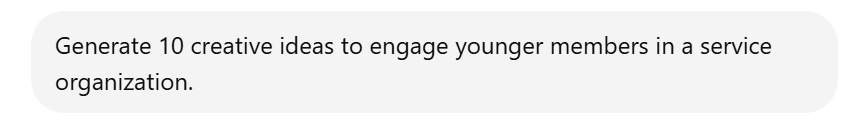 Generate 10 creative ideas to engage younger members in a service
organization.